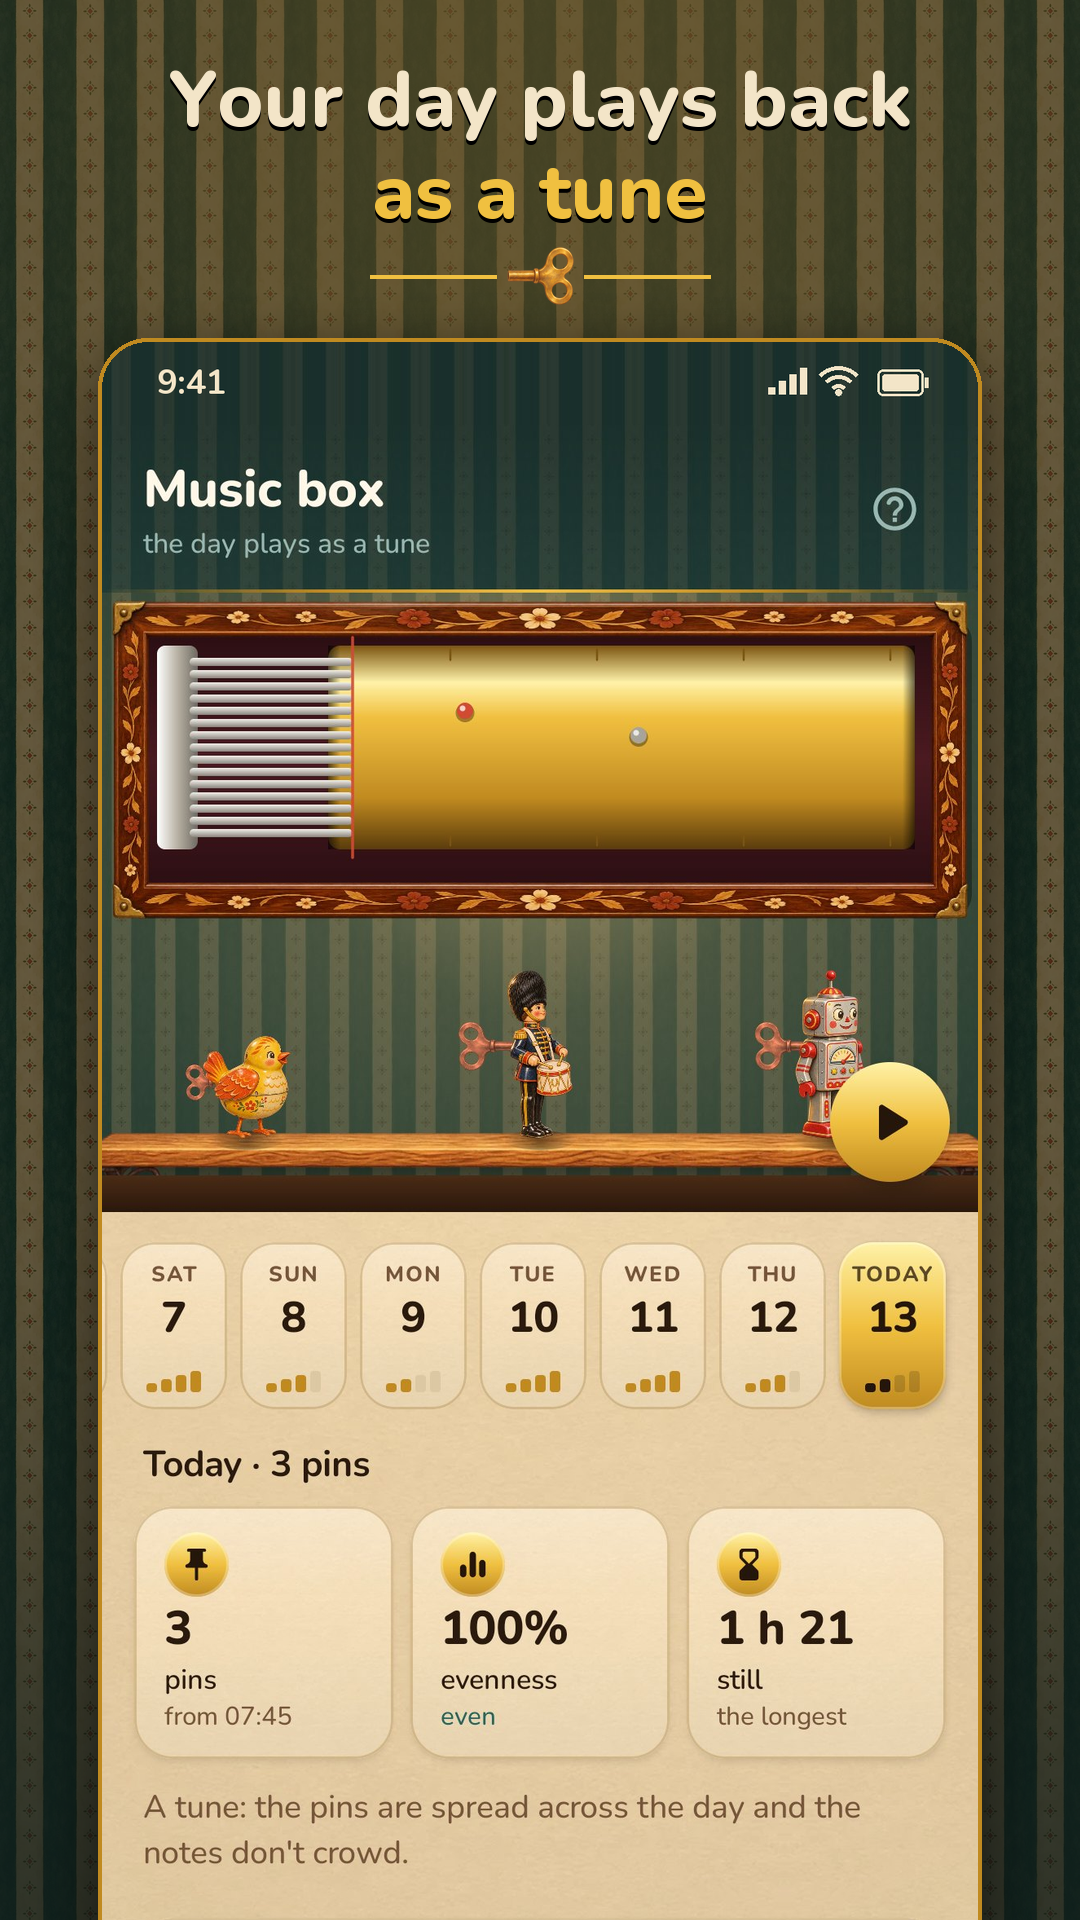 Your day plays back
as a tune
9:41
Music box
the day plays as a tune
SAT
7
SUN
8
MON
9
TUE
10
WED
11
THU
12
TODAY
13
Today · 3 pins
3
pins
from 07:45
100%
evenness
even
1 h 21
still
the longest
A tune: the pins are spread across the day and the
notes don't crowd.